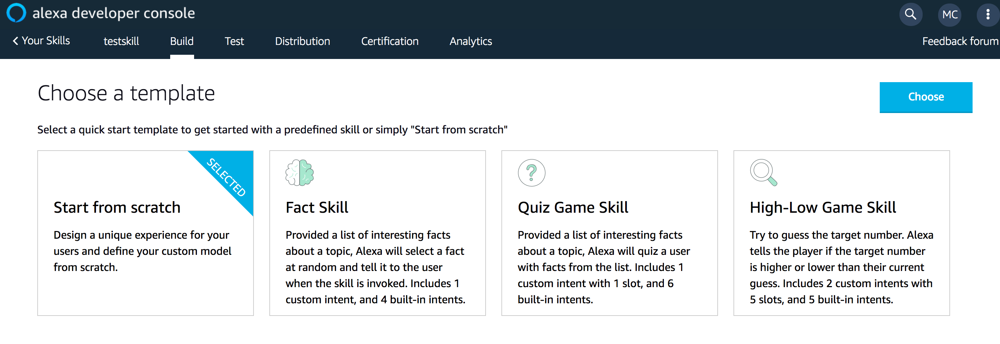 alexa developer console
MC
Your Skills testskill Build Test Distribution Certification Analytics Feedback forum
Choose a template
Choose
Select a quick start template to get started with a predefined skill or simply "Start from scratch"
SELECTED
Start from scratch
Design a unique experience for your
users and define your custom model
from scratch.
Fact Skill
Provided a list of interesting facts
about a topic, Alexa will select a fact
at random and tell it to the user
when the skill is invoked. Includes 1
custom intent, and 4 built-in intents.
?
Quiz Game Skill
Provided a list of interesting facts
about a topic, Alexa will quiz a user
with facts from the list. Includes 1
custom intent with 1 slot, and 6
built-in intents.
High-Low Game Skill
Try to guess the target number. Alexa
tells the player if the target number
is higher or lower than their current
guess. Includes 2 custom intents with
5 slots, and 5 built-in intents.